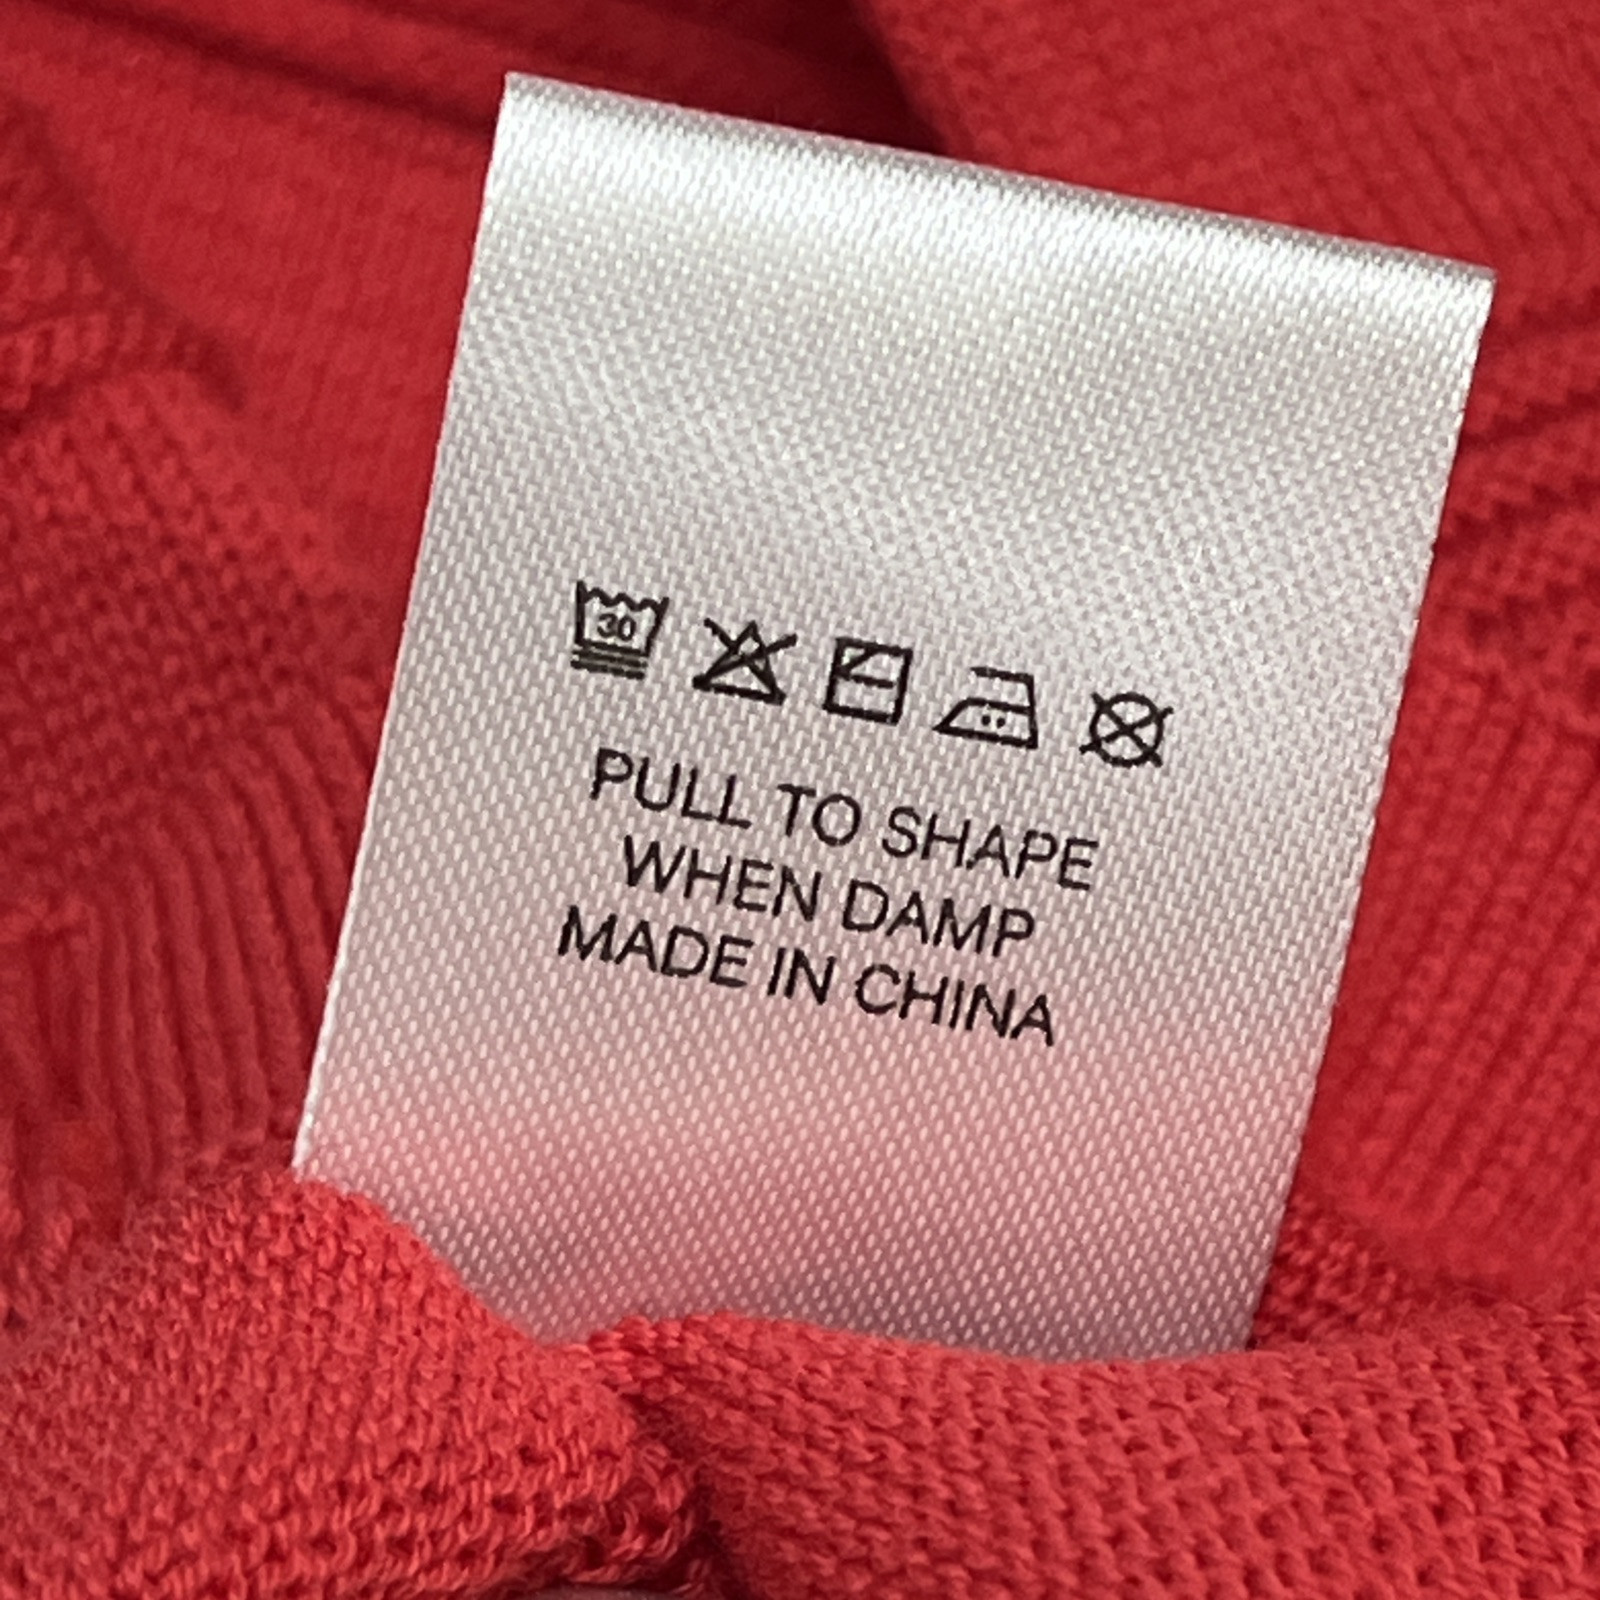 30
PULL TO SHAPE
WHEN DAMP
MADE IN CHINA